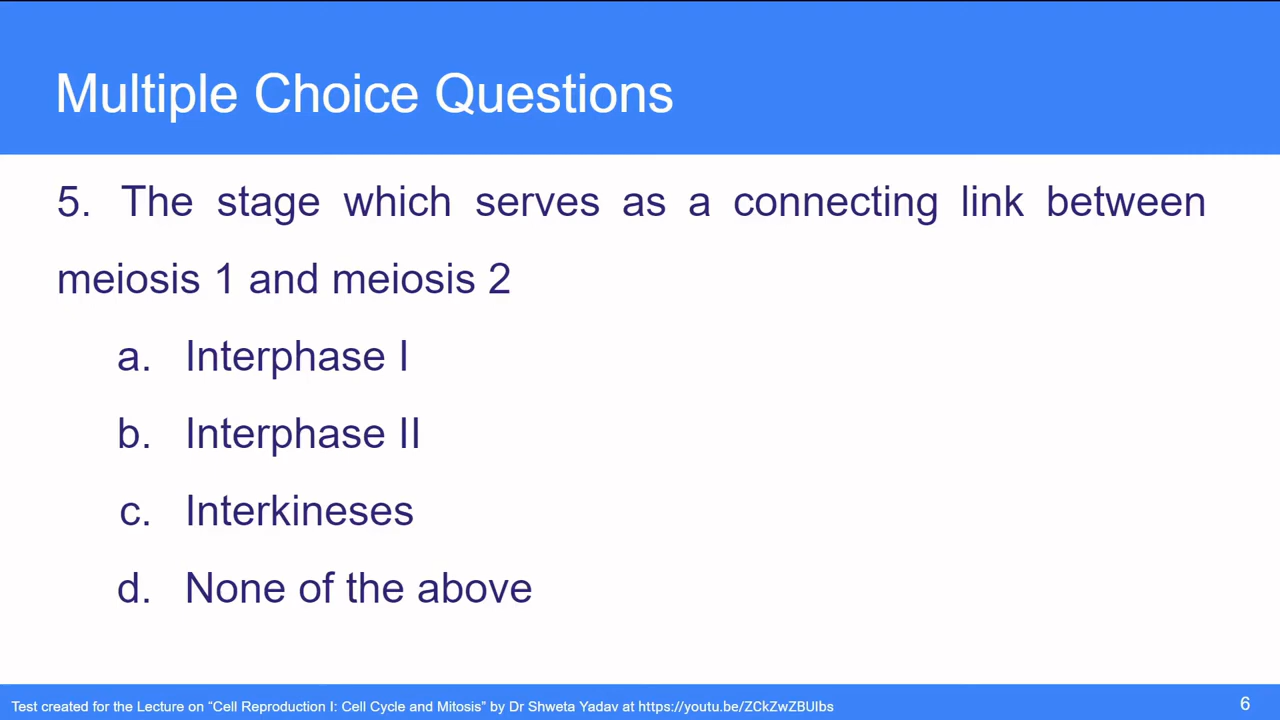 Multiple Choice Questions
5. The stage which serves as a connecting link between
meiosis 1 and meiosis 2
a. Interphase I
b. Interphase II
c. Interkineses
d. None of the above
Test created for the Lecture on “Cell Reproduction I: Cell Cycle and Mitosis” by Dr Shweta Yadav at https://youtu.be/ZCkZwZBUIbs
6